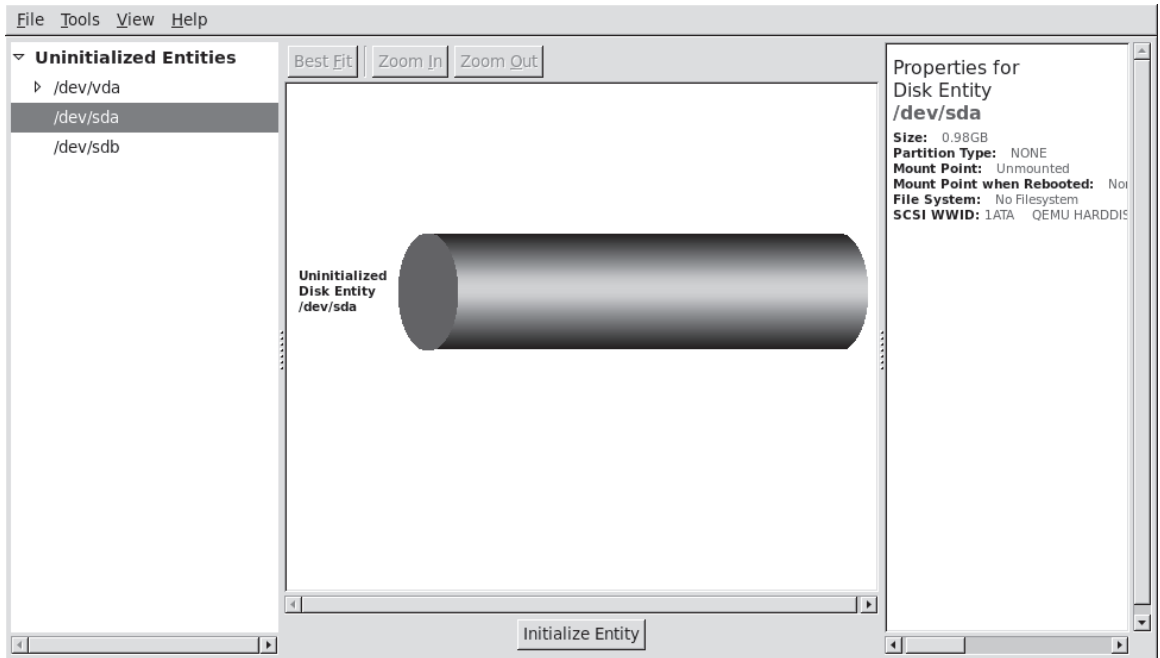 File Tools View Help
Uninitialized Entities
/dev/vda
/dev/sda
/dev/sdb
Best Fit
Zoom In
Zoom Out
Uninitialized
Disk Entity
/dev/sda
Initialize Entity
Properties for
Disk Entity
/dev/sda
Size: 0.98GB
Partition Type: NONE
Mount Point: Unmounted
Mount Point when Rebooted:
File System: No Filesystem
SCSI WWID: 1ATA QEMU HARDDIS